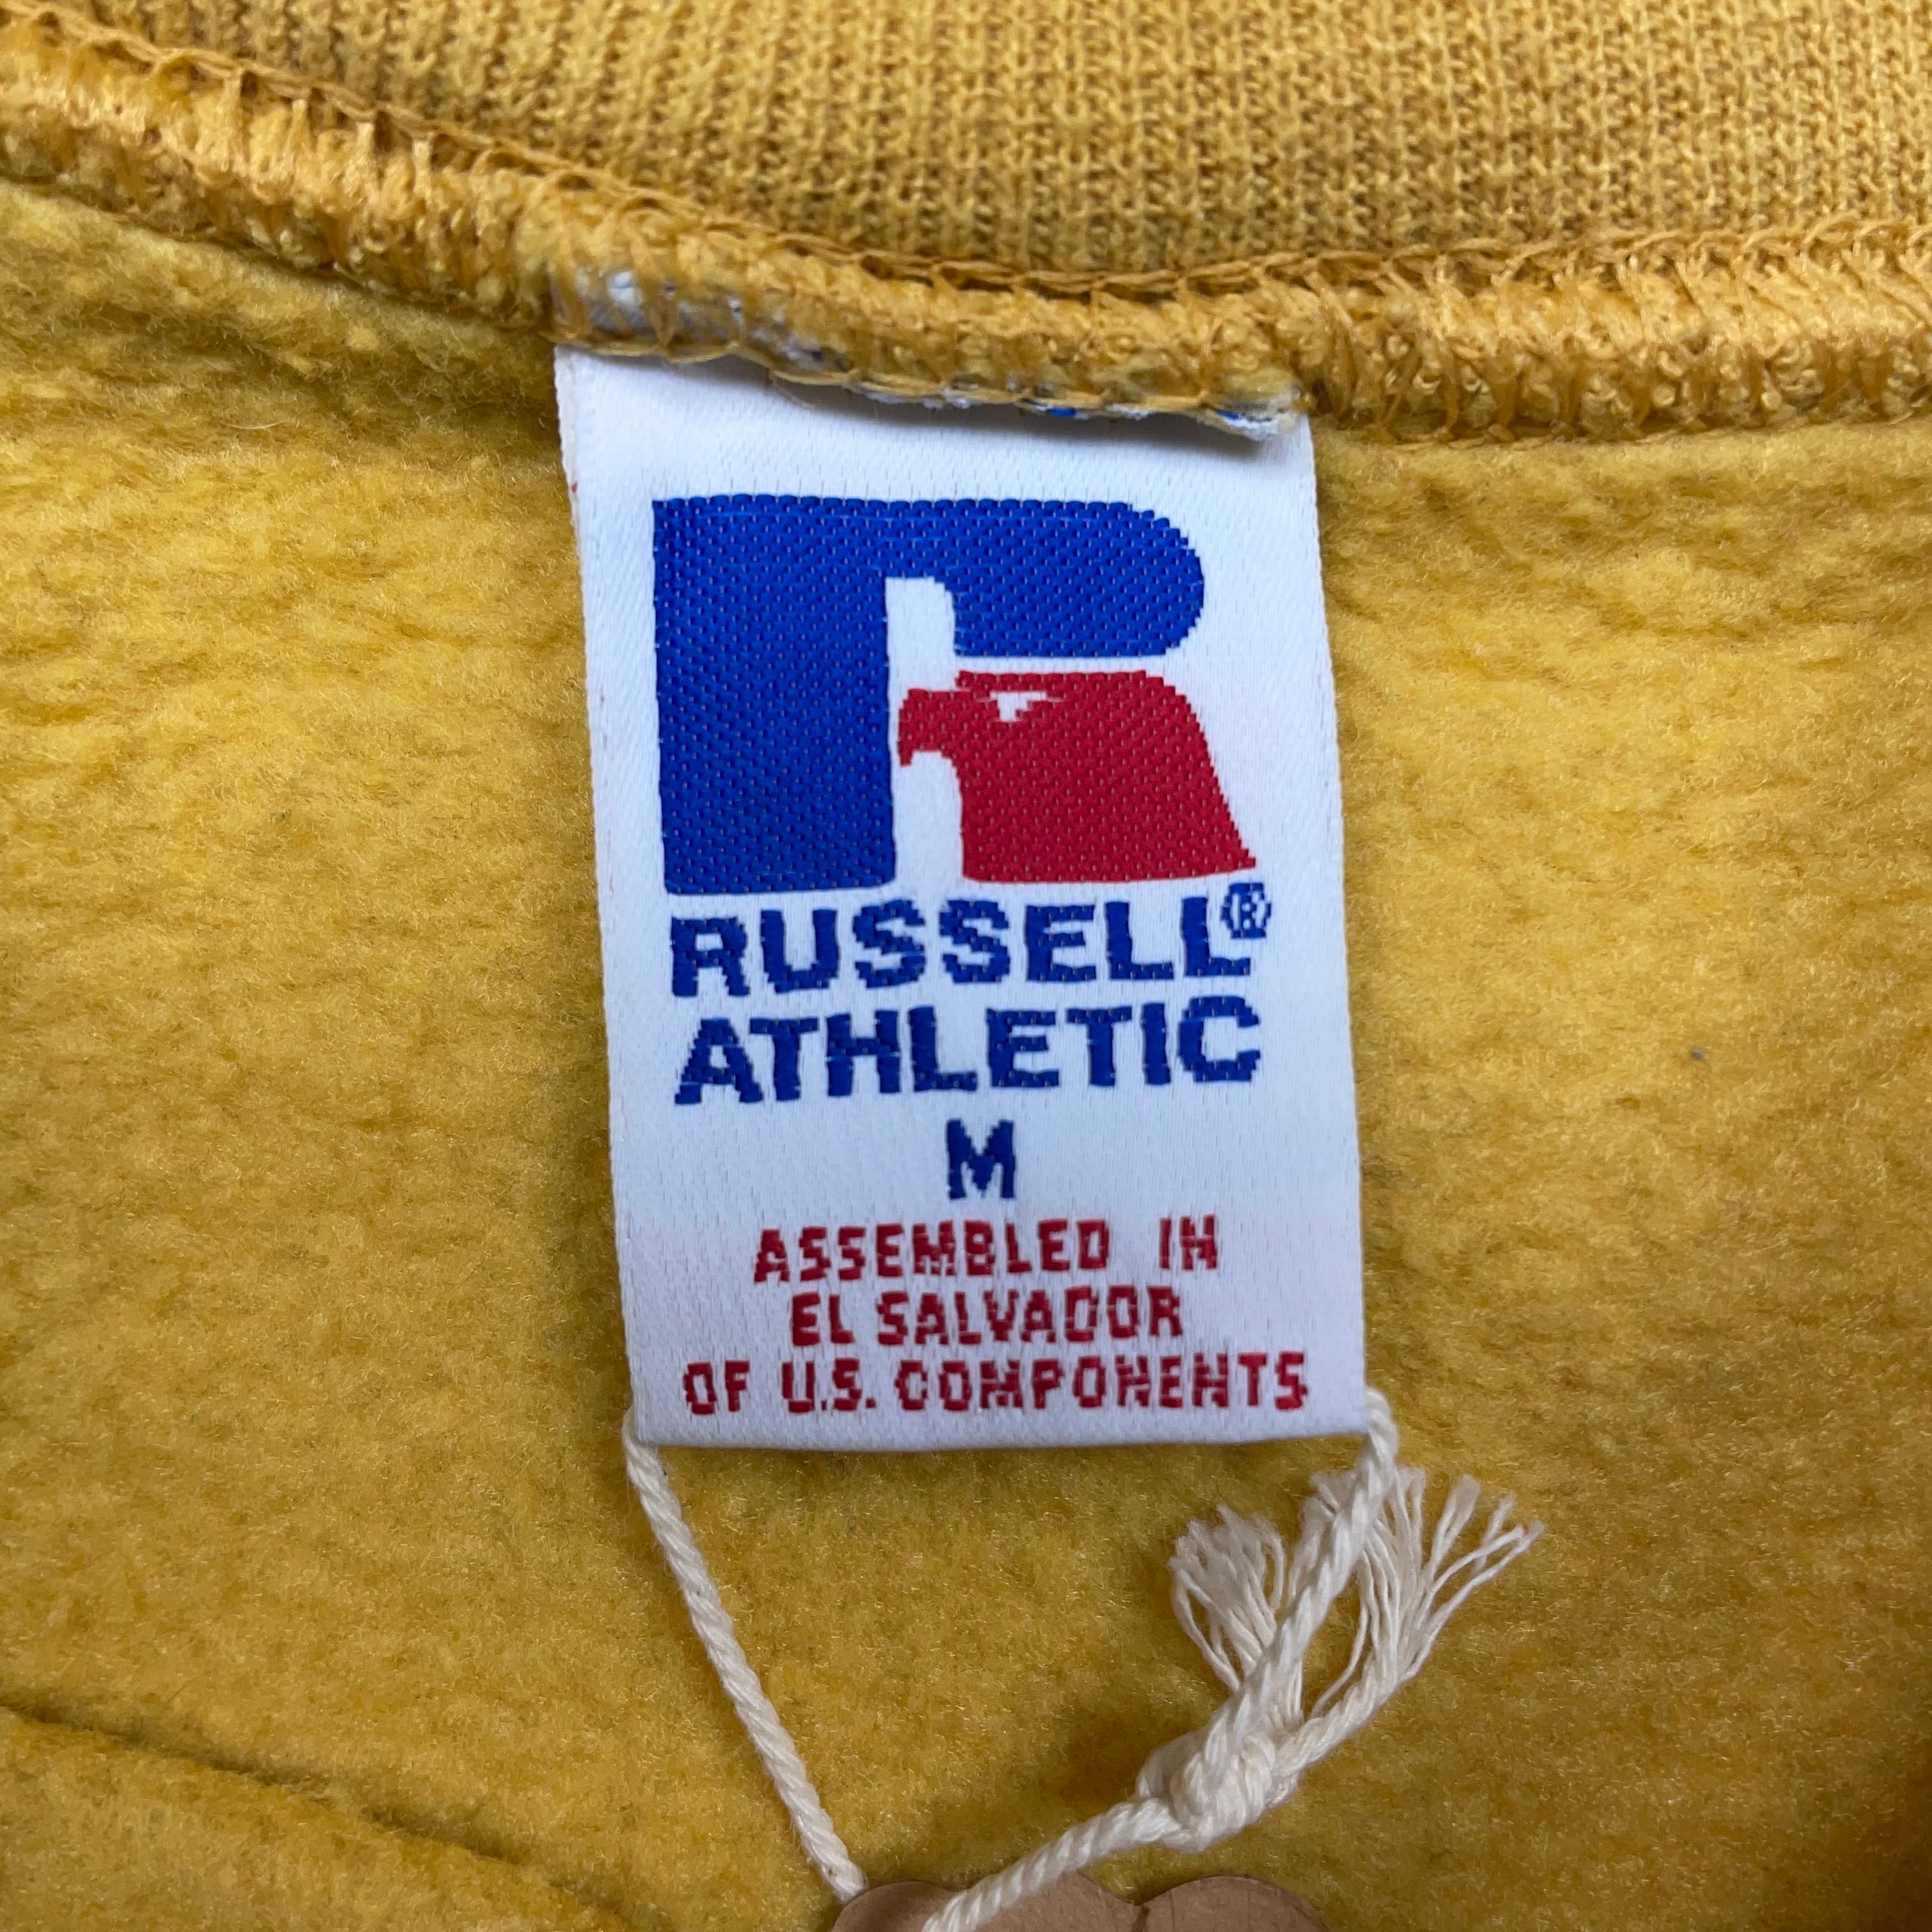 RUSSELL®
ATHLETIC
M
ASSEMBLED IN
EL SALVADOR
OF U.S. COMPONENTS